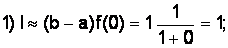 1) I ≈ (b − a)f(0) = 1 1/(1 + 0) = 1;